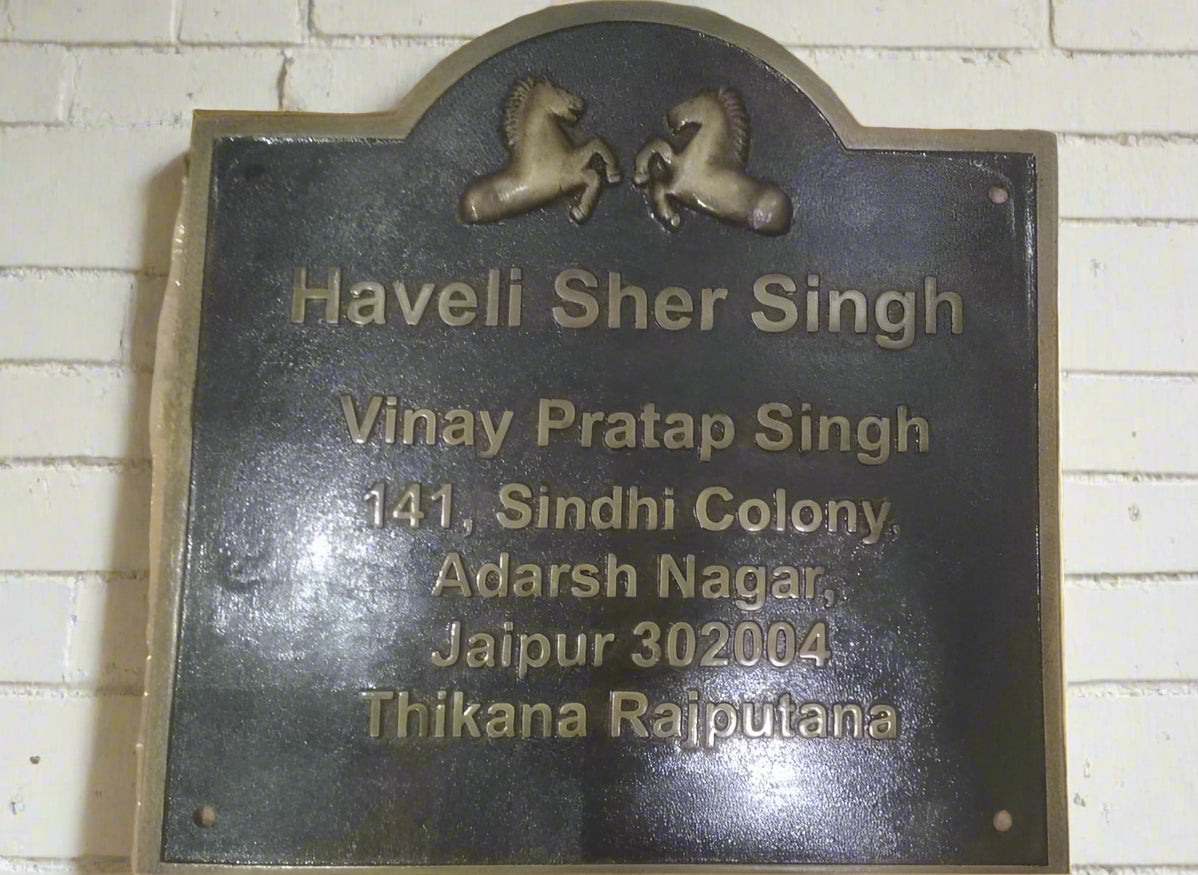 Haveli Sher Singh
Vinay Pratap Singh
141, Sindhi Colony,
Adarsh Nagar,
Jaipur 302004
Thikana Rajputana